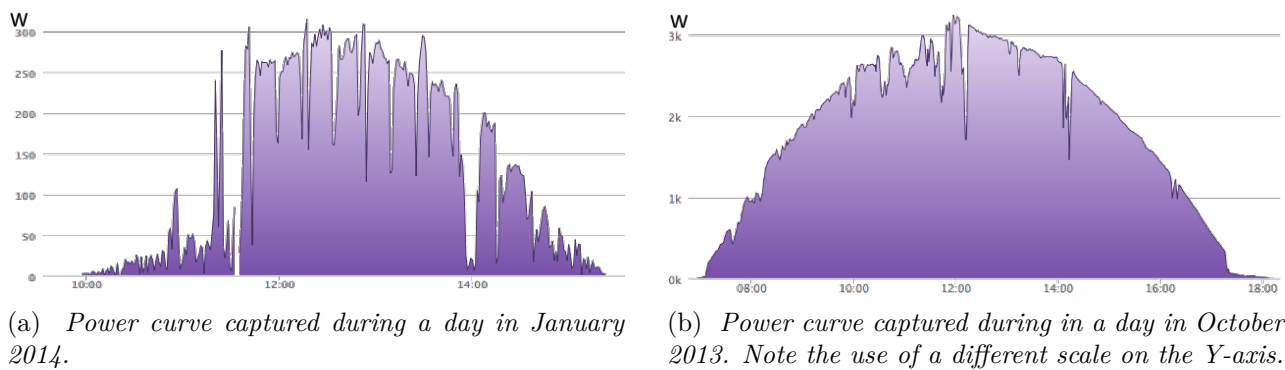 W
300
250
200
150
100
50
0
10:00 12:00 14:00
(a) Power curve captured during a day in January
2014.
W
3k
2k
1k
0k
08:00 10:00 12:00 14:00 16:00 18:00
(b) Power curve captured during in a day in October
2013. Note the use of a different scale on the Y-axis.